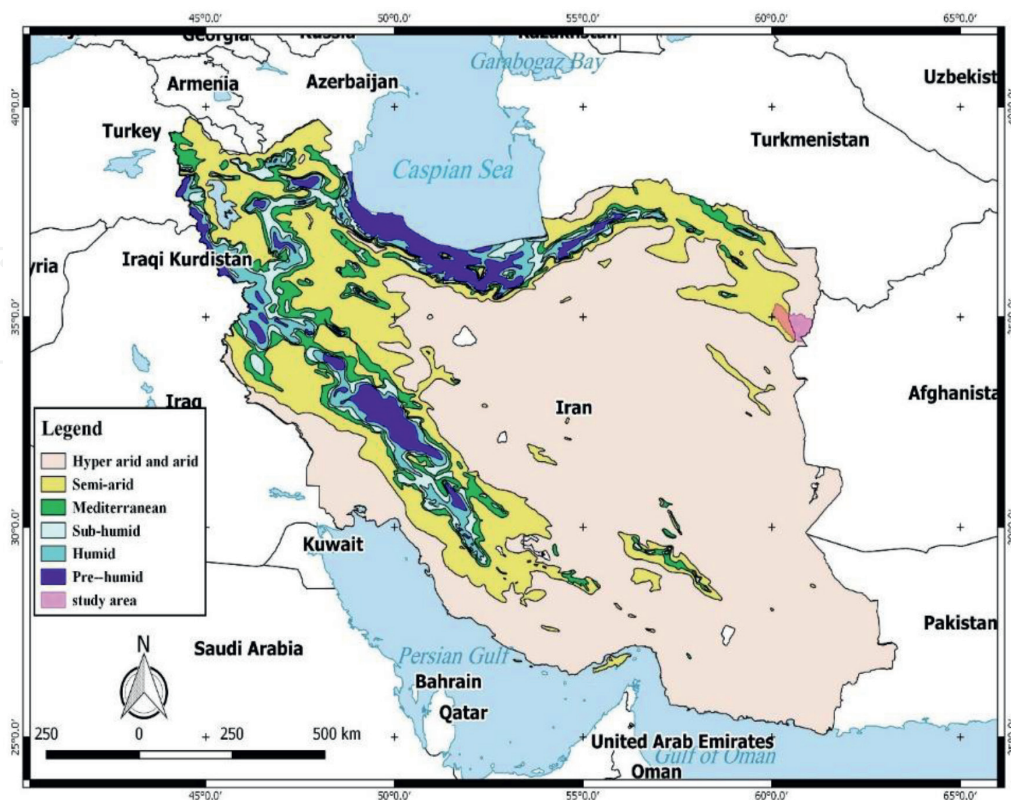 45°0.0' 50°0.0' 55°0.0' 60°0.0' 65°0.0'
Georgia
Russia
Kazakhstan
Garabogaz Bay
Armenia
Azerbaijan
Uzbekist
40°0.0'
Turkey
Turkmenistan
Caspian Sea
Iraqi Kurdistan
yria
35°0.0'
Iraq
Iran
Afghanista
Legend
Hyper arid and arid
Semi-arid
Mediterranean
Sub-humid
Humid
Pre--humid
study area
30°0.0'
Kuwait
Pakistan
N
Saudi Arabia
Persian Gulf
Bahrain
Qatar
250 0 250 500 km
25°0.0'
United Arab Emirates
Gulf of Oman
Oman
45°0.0' 50°0.0' 55°0.0' 60°0.0' 65°0.0'